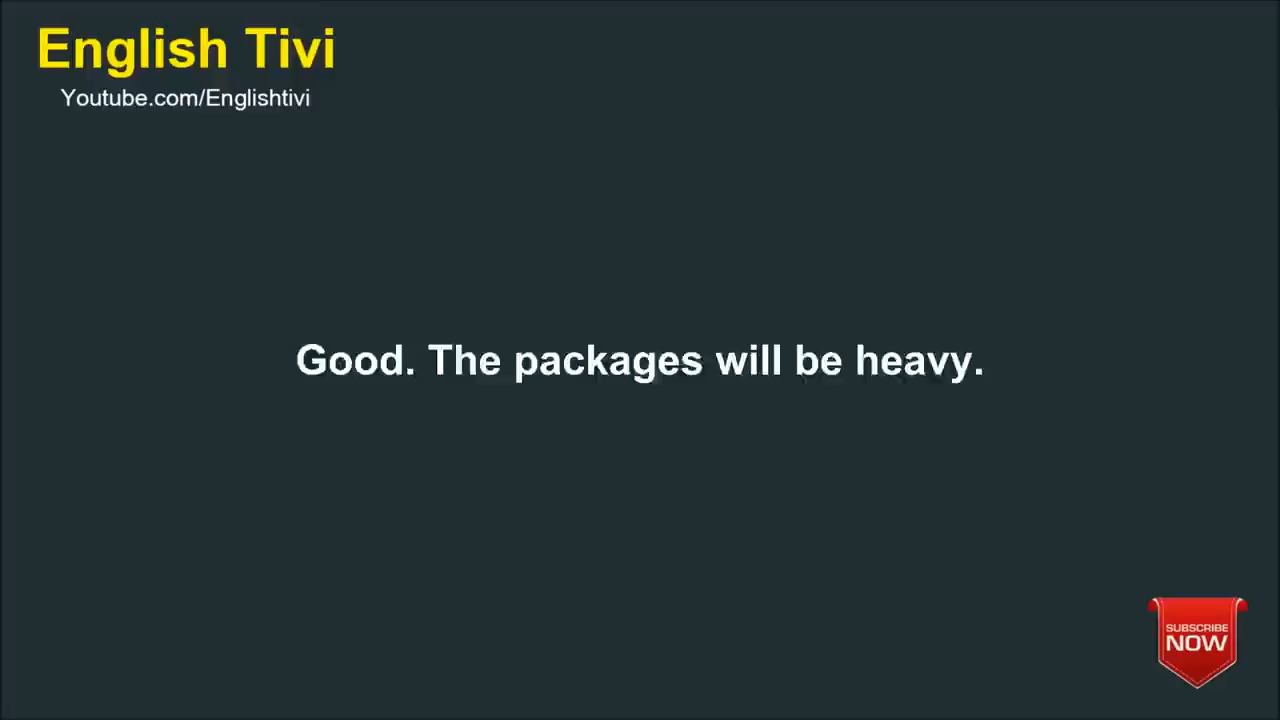 English Tivi
Youtube.com/Englishtivi
Good. The packages will be heavy.
SUBSCRIBE
NOW